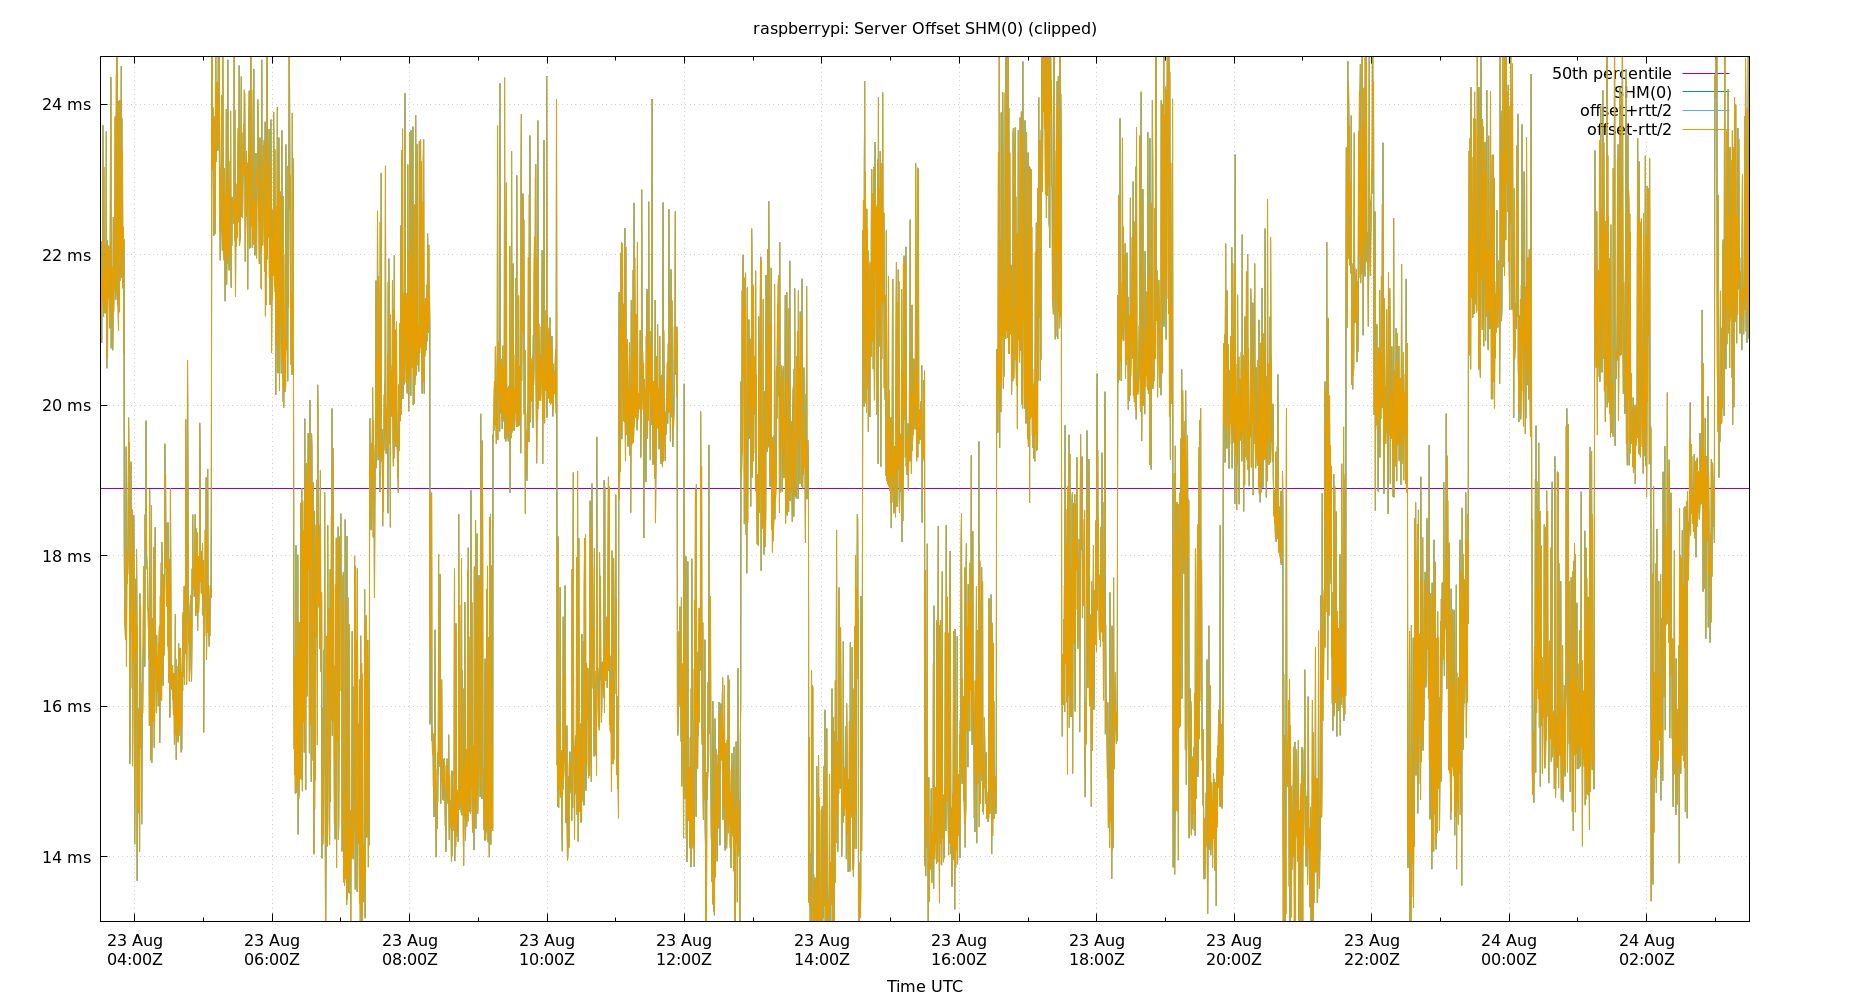 raspberrypi: Server Offset SHM(0) (clipped)
50th percentile
SHM(0)
offset+rtt/2
offset-rtt/2
24 ms
22 ms
20 ms
18 ms
16 ms
14 ms
23 Aug 23 Aug 23 Aug 23 Aug 23 Aug 23 Aug 23 Aug 23 Aug 23 Aug 23 Aug 24 Aug 24 Aug
04:00Z 06:00Z 08:00Z 10:00Z 12:00Z 14:00Z 16:00Z 18:00Z 20:00Z 22:00Z 00:00Z 02:00Z
Time UTC